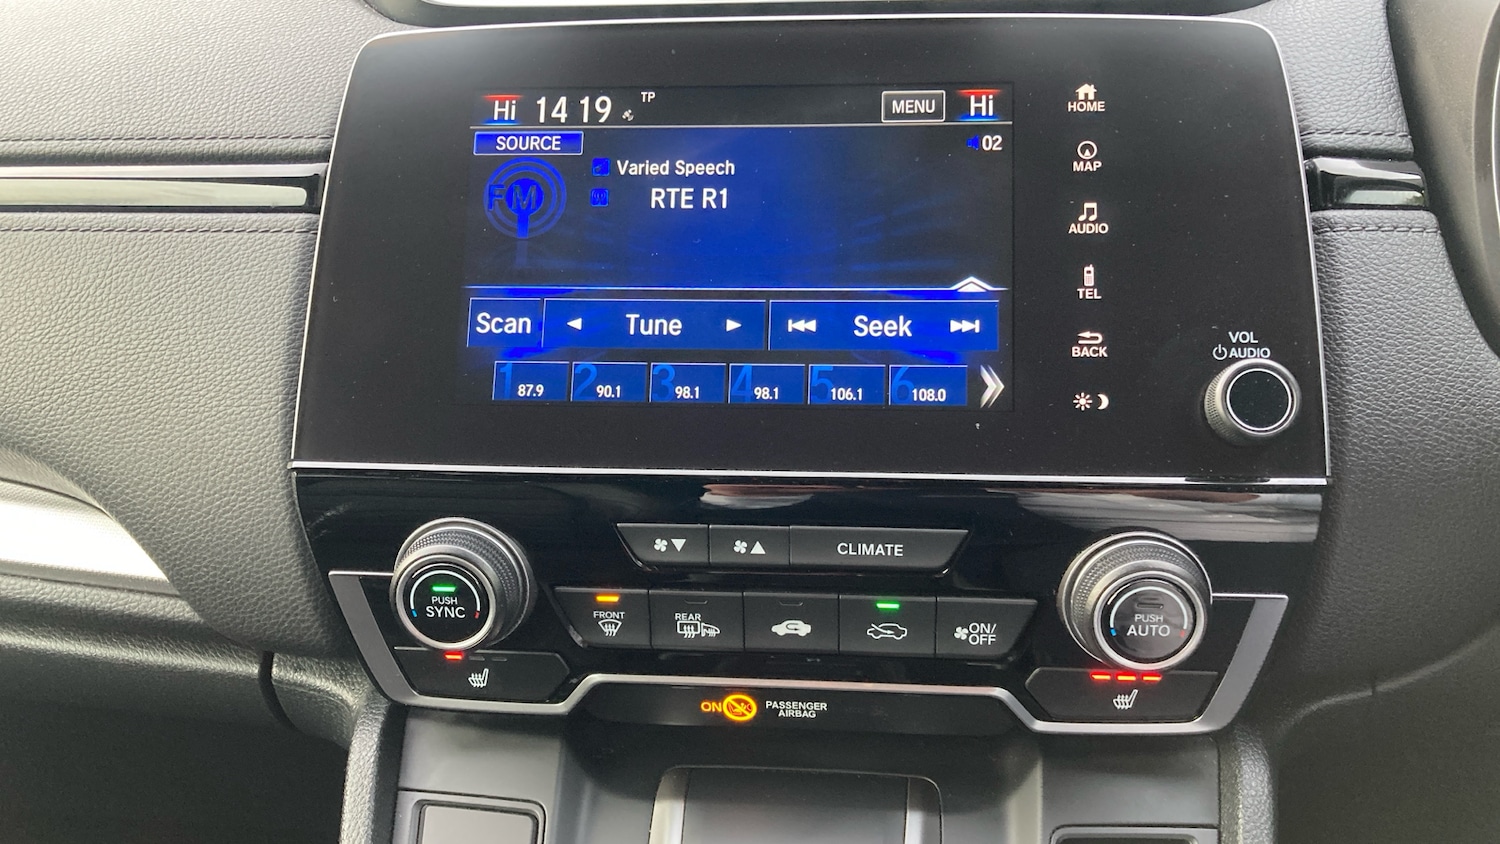 Hi 14 19 TP MENU Hi
SOURCE 02
FM
Varied Speech
RTE R1
Scan Tune Seek
1 87.9 2 90.1 3 98.1 4 98.1 5 106.1 6 108.0
HOME
MAP
AUDIO
TEL
BACK
VOL
AUDIO
CLIMATE
PUSH
SYNC
FRONT
REAR
ON/
OFF
PUSH
AUTO
ON PASSENGER
AIRBAG